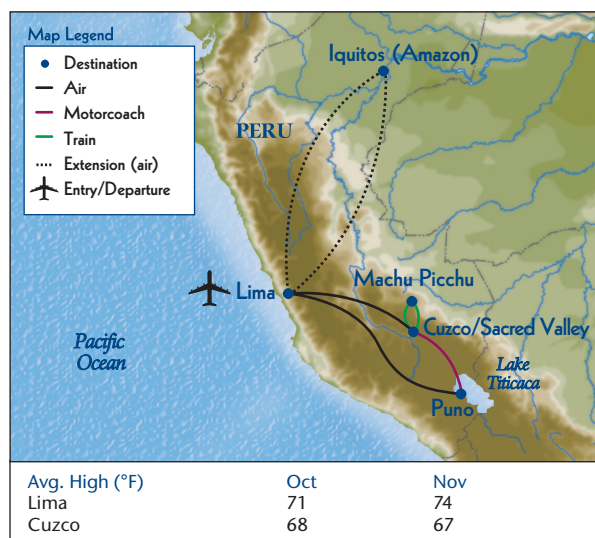 Map Legend
Destination
Air
Motorcoach
Train
Extension (air)
Entry/Departure
Iquitos (Amazon)
PERU
Lima
Machu Picchu
Cuzco/Sacred Valley
Pacific
Ocean
Lake
Titicaca
Puno
Avg. High (°F) Oct Nov
Lima 71 74
Cuzco 68 67